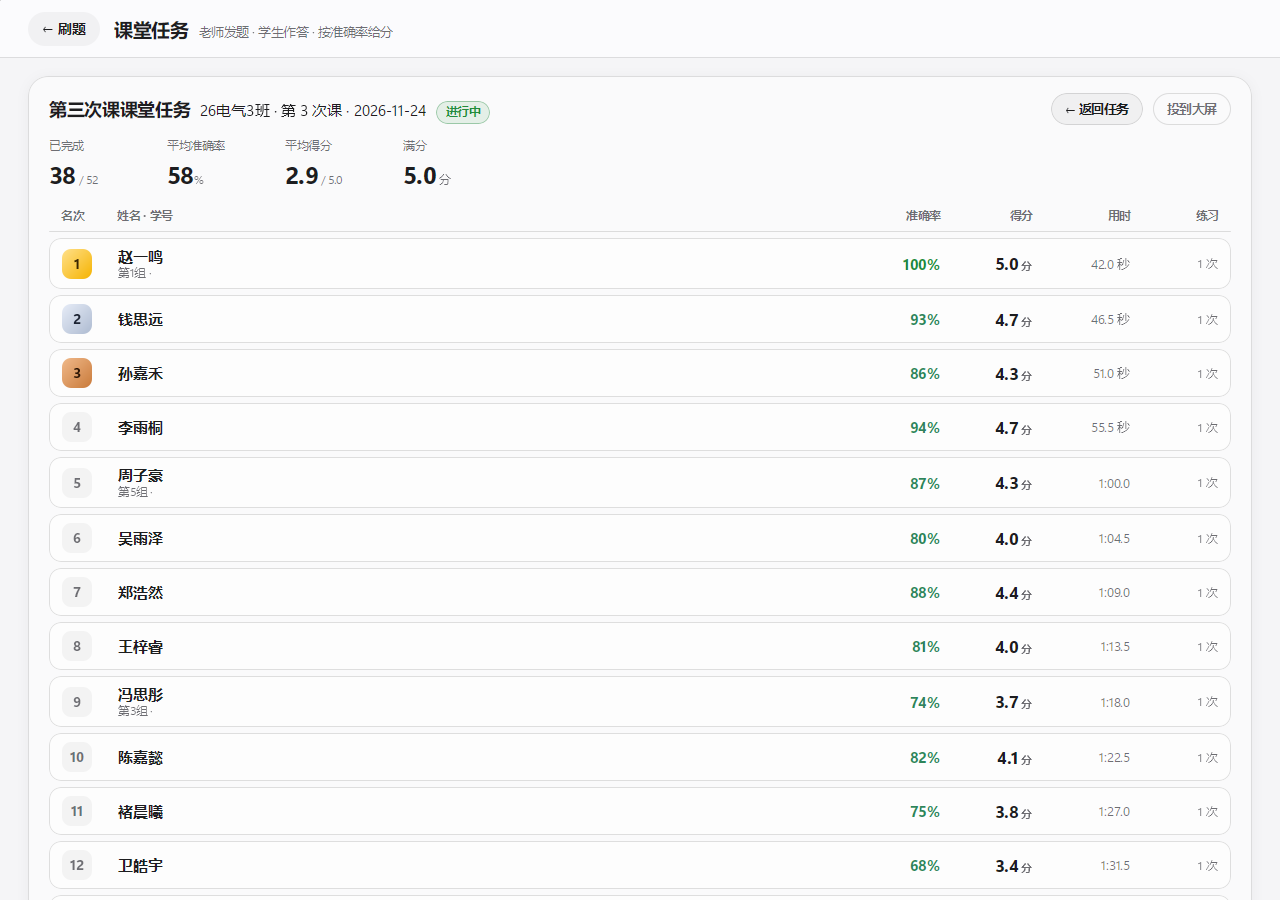 ← 刷题
课堂任务 老师发题 · 学生作答 · 按准确率给分
第三次课课堂任务 26电气3班 · 第 3 次课 · 2026-11-24 进行中 ← 返回任务 投到大屏
已完成 平均准确率 平均得分 满分
38 / 52 58% 2.9 / 5.0 5.0 分
名次 姓名 · 学号 准确率 得分 用时 练习
1 赵一鸣 100% 5.0 分 42.0 秒 1 次
第1组 ·
2 钱思远 93% 4.7 分 46.5 秒 1 次
3 孙嘉禾 86% 4.3 分 51.0 秒 1 次
4 李雨桐 94% 4.7 分 55.5 秒 1 次
5 周子豪 87% 4.3 分 1:00.0 1 次
第5组 ·
6 吴雨泽 80% 4.0 分 1:04.5 1 次
7 郑浩然 88% 4.4 分 1:09.0 1 次
8 王梓睿 81% 4.0 分 1:13.5 1 次
9 冯思彤 74% 3.7 分 1:18.0 1 次
第3组 ·
10 陈嘉懿 82% 4.1 分 1:22.5 1 次
11 褚晨曦 75% 3.8 分 1:27.0 1 次
12 卫皓宇 68% 3.4 分 1:31.5 1 次